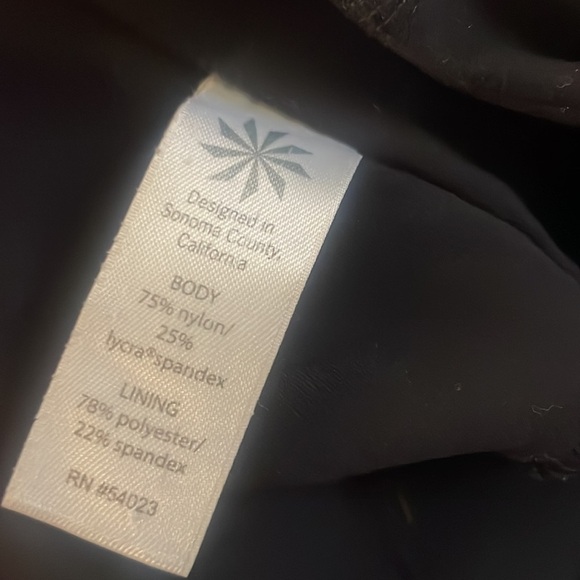 Designed in
Sonoma County,
California
BODY
75% nylon/
25%
lycra®spandex
LINING
78% polyester/
22% spandex
RN #54023